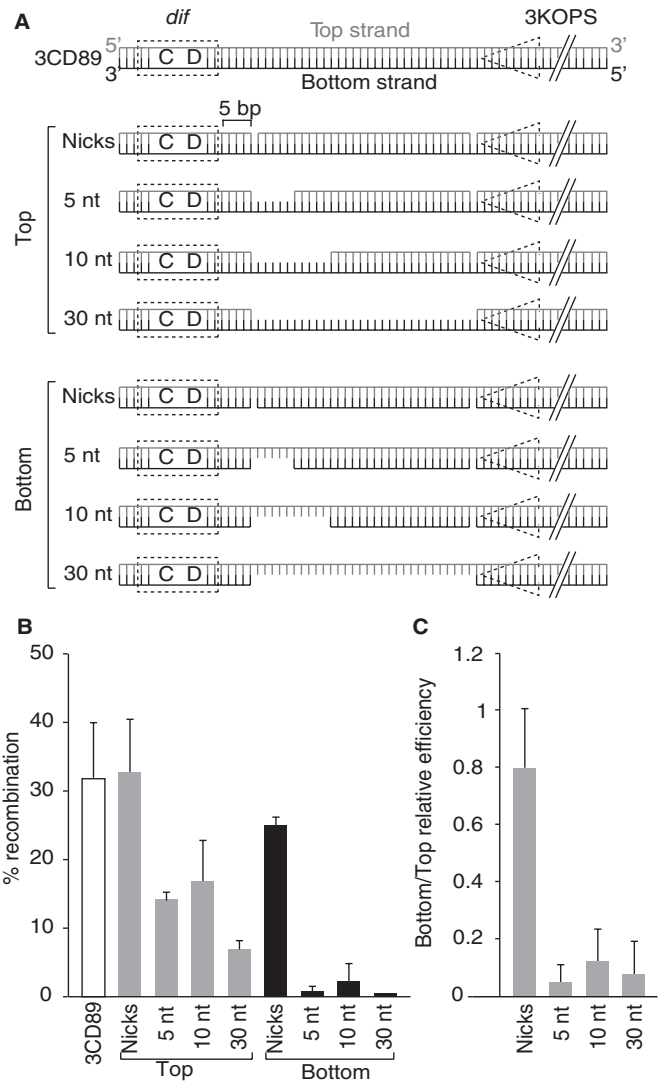 A
dif
3KOPS
5’ Top strand 3’
3CD89 C D
3’ Bottom strand 5’
5 bp
Top
Nicks C D
5 nt C D
10 nt C D
30 nt C D
Bottom
Nicks C D
5 nt C D
10 nt C D
30 nt C D
B
% recombination
50
40
30
20
10
0
3CD89
Nicks
5 nt
10 nt
30 nt
Nicks
5 nt
10 nt
30 nt
Top
Bottom
C
Bottom/Top relative efficiency
1.2
1
0.8
0.6
0.4
0.2
0
Nicks
5 nt
10 nt
30 nt